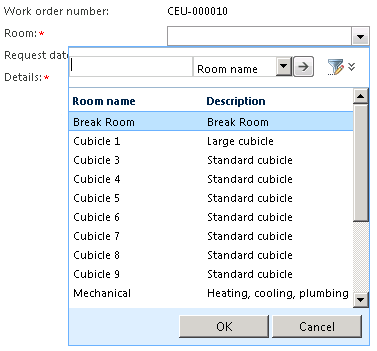 Work order number: CEU-000010
Room: *
Request dat
Room name
Details: *
Room name Description
Break Room Break Room
Cubicle 1 Large cubicle
Cubicle 3 Standard cubicle
Cubicle 4 Standard cubicle
Cubicle 5 Standard cubicle
Cubicle 6 Standard cubicle
Cubicle 7 Standard cubicle
Cubicle 8 Standard cubicle
Cubicle 9 Standard cubicle
Mechanical Heating, cooling, plumbing
OK Cancel